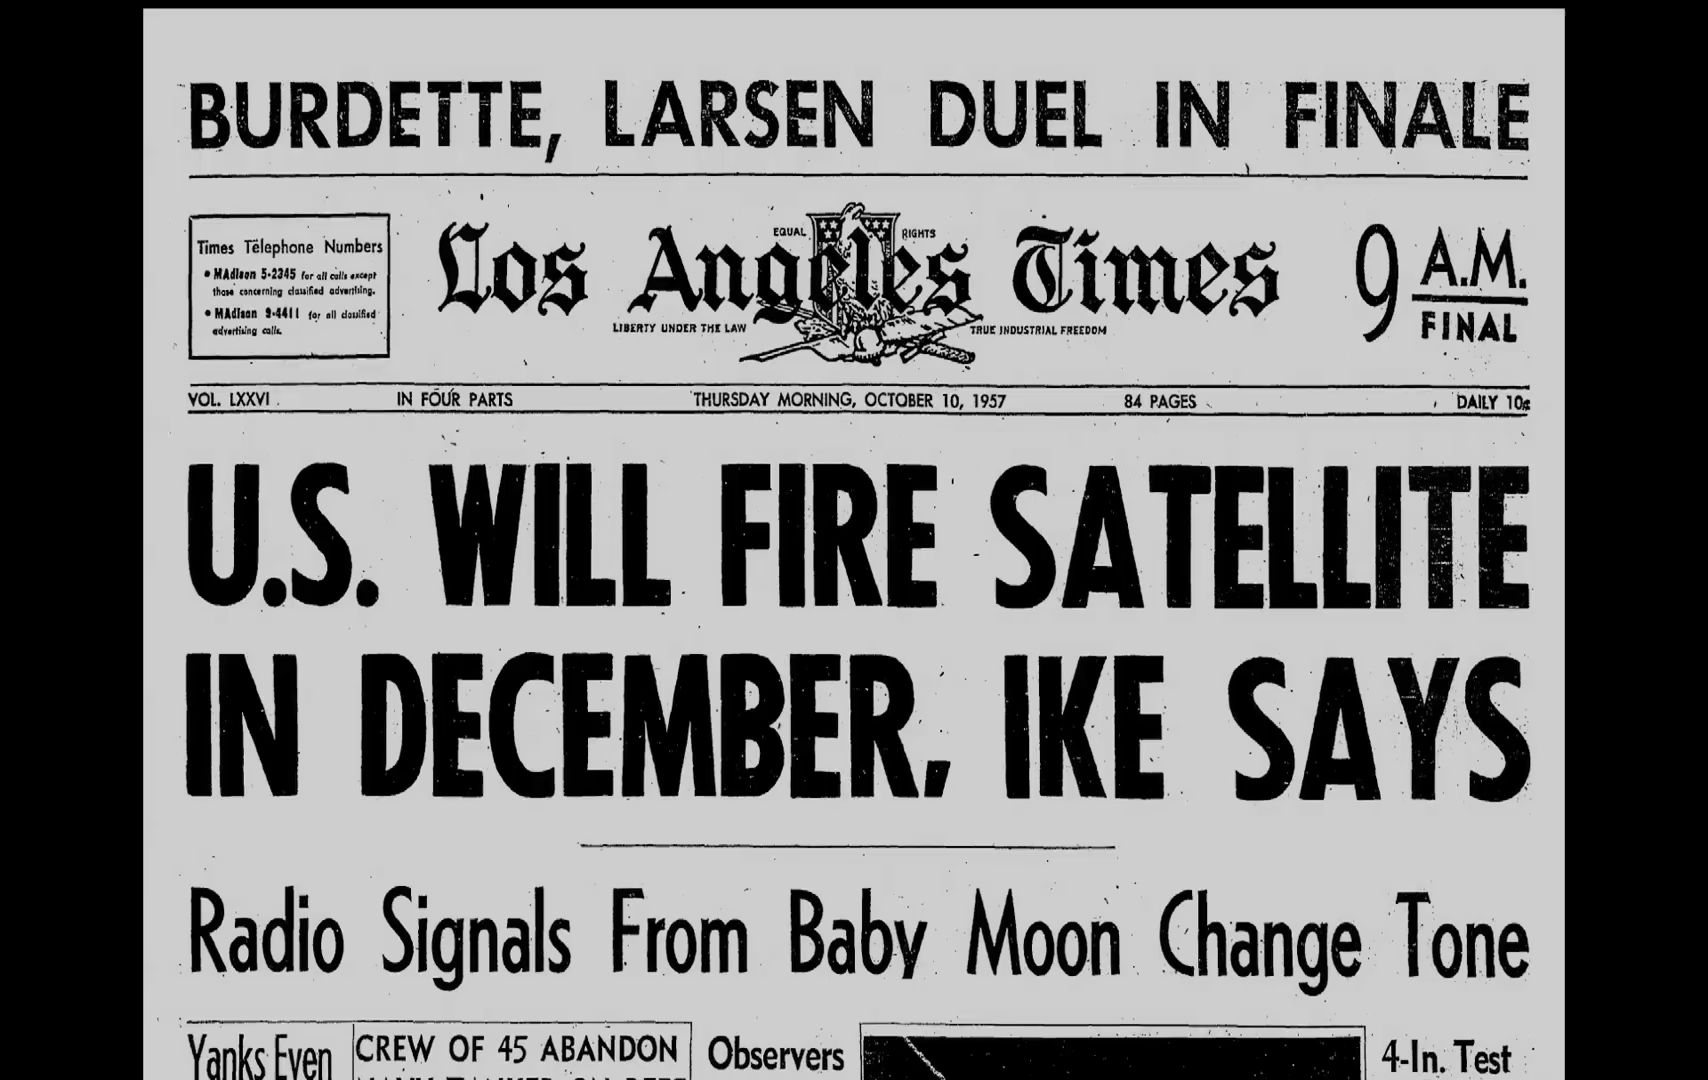 BURDETTE, LARSEN DUEL IN FINALE
Times Telephone Numbers
• MAdison 5-2345 for all calls except
those concerning classified advertising.
• MAdison 9-4411 for all classified
advertising calls.
EQUAL RIGHTS
Los Angeles Times
LIBERTY UNDER THE LAW TRUE INDUSTRIAL FREEDOM
9 A.M.
FINAL
VOL. LXXVI IN FOUR PARTS THURSDAY MORNING, OCTOBER 10, 1957 84 PAGES DAILY 10¢
U.S. WILL FIRE SATELLITE
IN DECEMBER, IKE SAYS
Radio Signals From Baby Moon Change Tone
Yanks Even
CREW OF 45 ABANDON
Observers
4-In. Test